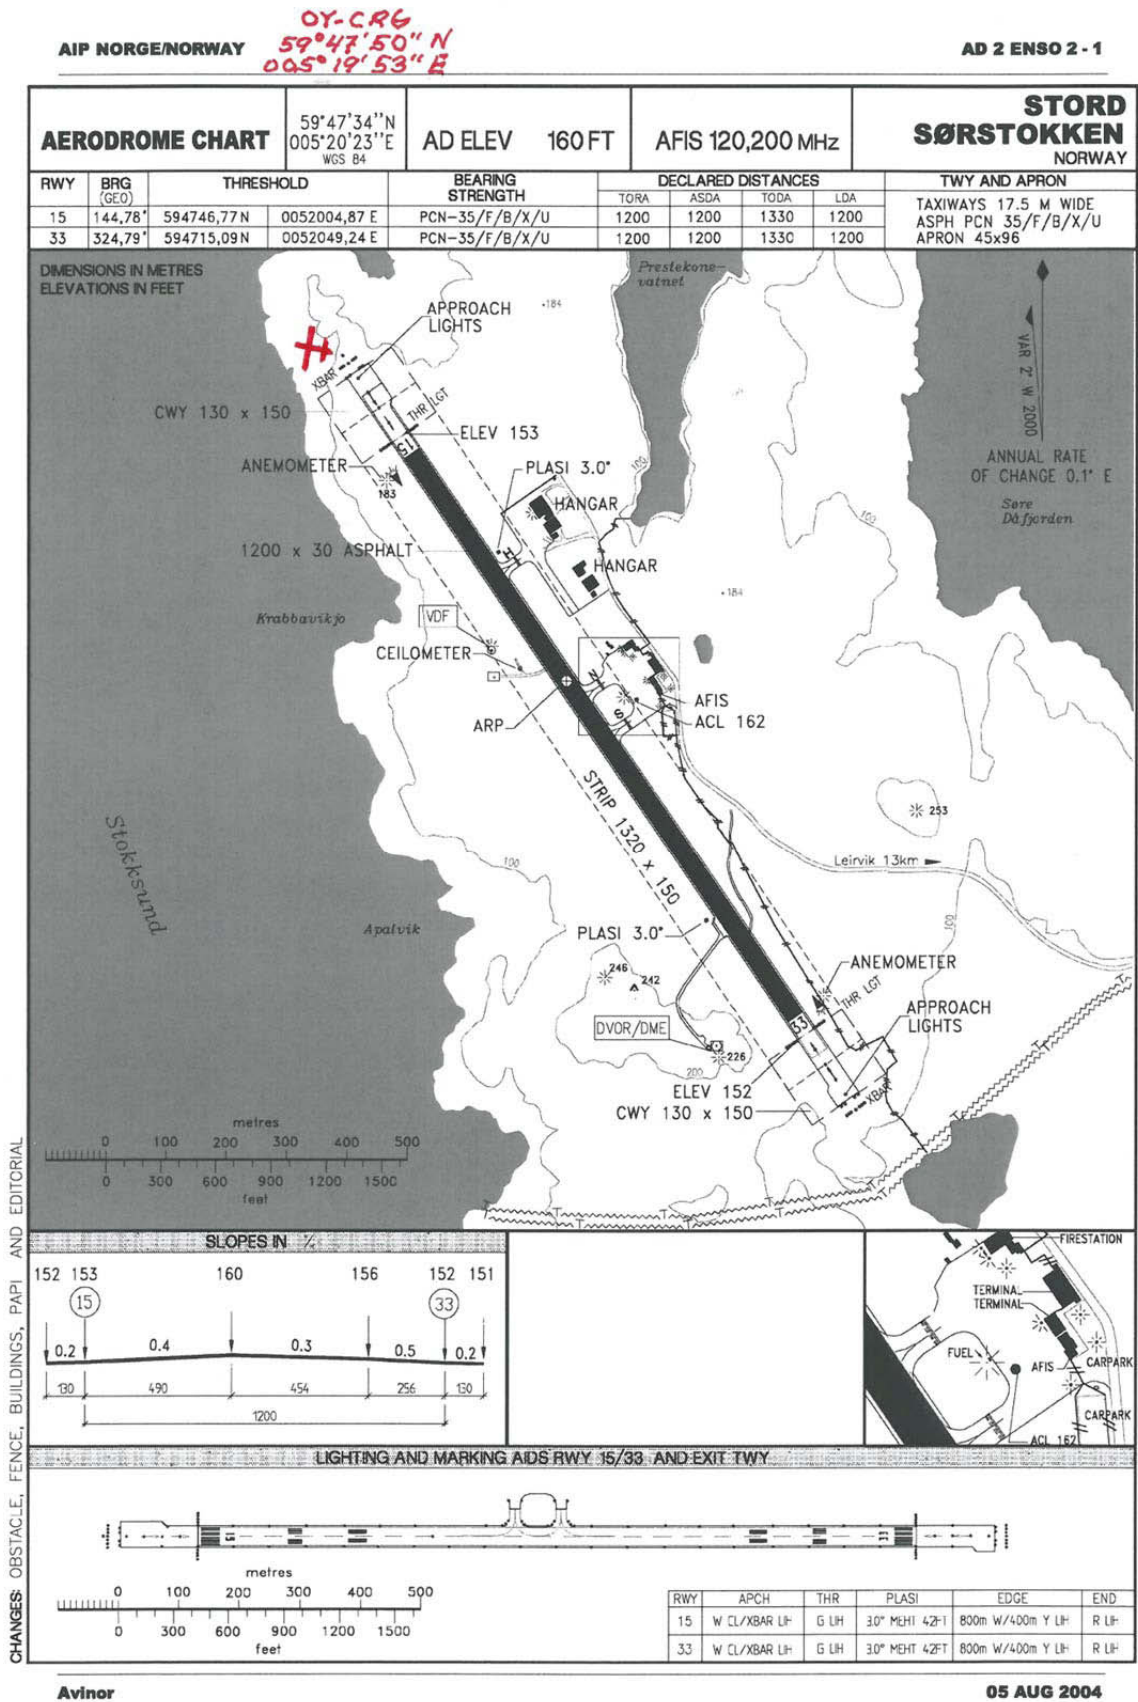 OY-CRG
59°47'50" N
005°19'53" E
AIP NORGE/NORWAY
AD 2 ENSO 2 - 1
AERODROME CHART
59°47'34''N
005°20'23''E
WGS 84
AD ELEV 160 FT
AFIS 120,200 MHz
STORD
SØRSTOKKEN
NORWAY
RWY BRG (GEO) THRESHOLD BEARING STRENGTH DECLARED DISTANCES TWY AND APRON
TORA ASDA TODA LDA
15 144,78° 594746,77 N 0052004,87 E PCN-35/F/B/X/U 1200 1200 1330 1200
33 324,79° 594715,09 N 0052049,24 E PCN-35/F/B/X/U 1200 1200 1330 1200
TAXIWAYS 17.5 M WIDE
ASPH PCN 35/F/B/X/U
APRON 45x96
DIMENSIONS IN METRES
ELEVATIONS IN FEET
Prestekone-
vatnet
184
APPROACH
LIGHTS
XBAR
THR LGT
CWY 130 x 150
ELEV 153
15
VAR 2° W 2000
ANNUAL RATE
OF CHANGE 0.1° E
Søre
Dåfjorden
ANEMOMETER
183
PLASI 3.0°
100
HANGAR
100
1200 x 30 ASPHALT
H
HANGAR
184
Krabbavikjo
VDF
CEILOMETER
N
AFIS
ACL 162
S
ARP
STRIP 1320 x 150
253
Stokksund
Leirvik 13km
100
100
Apalvik
PLASI 3.0°
246
242
ANEMOMETER
THR LGT
APPROACH
LIGHTS
DVOR/DME
226
200
33
ELEV 152
XBAR
CWY 130 x 150
metres
0 100 200 300 400 500
0 300 600 900 1200 1500
feet
SLOPES IN %
152 153 160 156 152 151
15 33
0.2 0.4 0.3 0.5 0.2
130 490 454 256 130
1200
FIRESTATION
TERMINAL
TERMINAL
FUEL
AFIS
CARPARK
CARPARK
ACL 162
LIGHTING AND MARKING AIDS RWY 15/33 AND EXIT TWY
15 33
metres
0 100 200 300 400 500
0 300 600 900 1200 1500
feet
RWY APCH THR PLASI EDGE END
15 W CL/XBAR LIH G LIH 3.0° MEHT 42FT 800m W/400m Y LIH R LIH
33 W CL/XBAR LIH G LIH 3.0° MEHT 42FT 800m W/400m Y LIH R LIH
CHANGES: OBSTACLE, FENCE, BUILDINGS, PAPI AND EDITORIAL
Avinor
05 AUG 2004